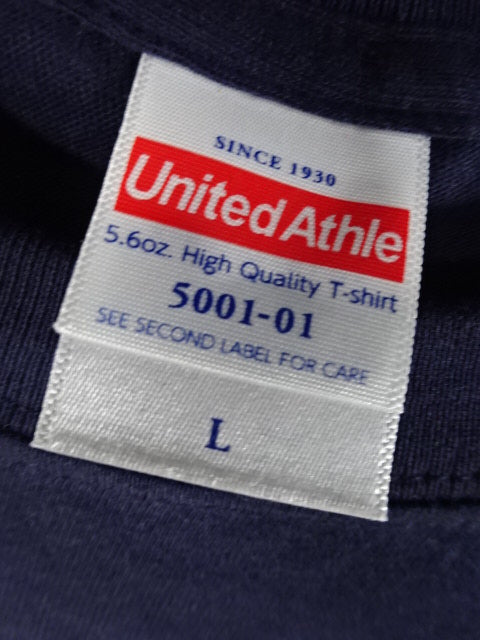 SINCE 1930
United Athle
5.6oz. High Quality T-shirt
5001-01
SEE SECOND LABEL FOR CARE
L